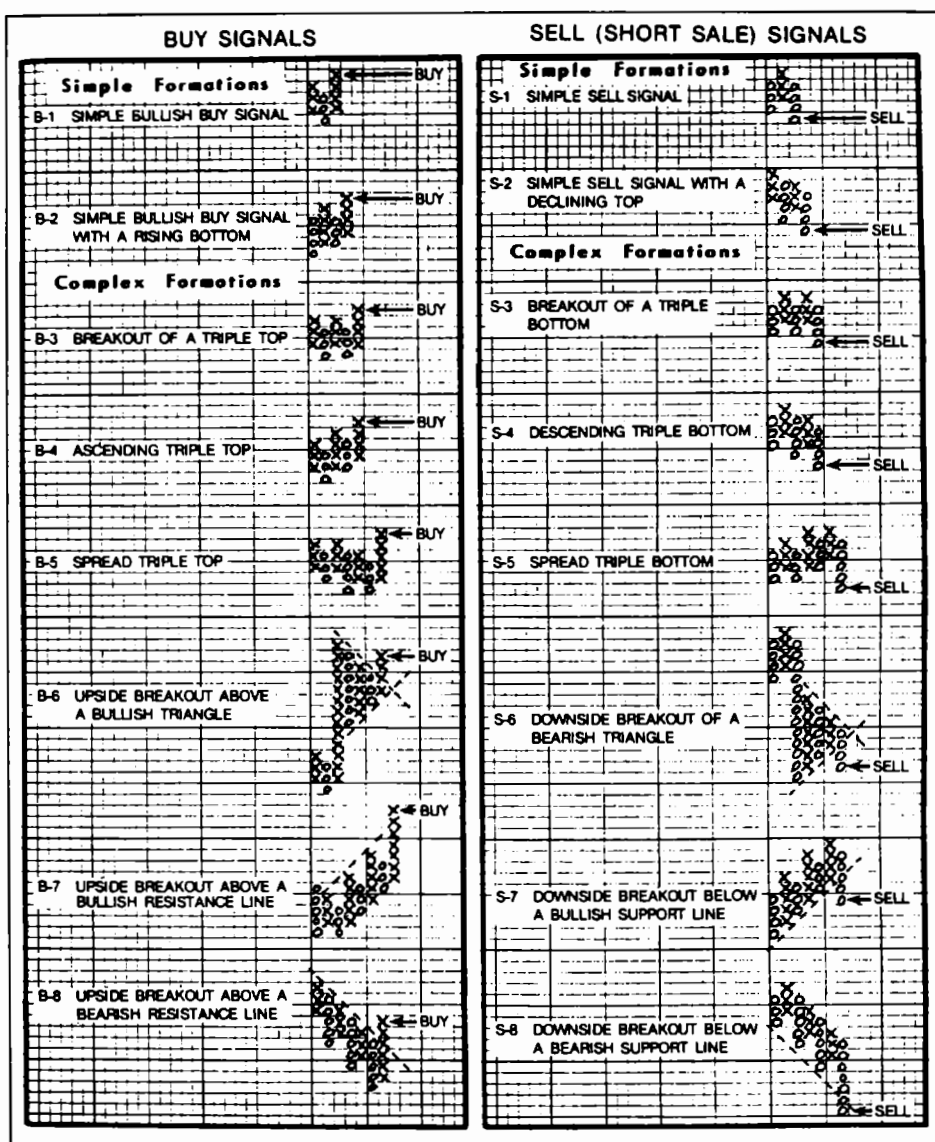 BUY SIGNALS
Simple Formations
BUY
B-1 SIMPLE BULLISH BUY SIGNAL
BUY
B-2 SIMPLE BULLISH BUY SIGNAL
WITH A RISING BOTTOM
Complex Formations
BUY
B-3 BREAKOUT OF A TRIPLE TOP
BUY
B-4 ASCENDING TRIPLE TOP
BUY
B-5 SPREAD TRIPLE TOP
BUY
B-6 UPSIDE BREAKOUT ABOVE
A BULLISH TRIANGLE
BUY
B-7 UPSIDE BREAKOUT ABOVE A
BULLISH RESISTANCE LINE
B-8 UPSIDE BREAKOUT ABOVE A
BEARISH RESISTANCE LINE
BUY
SELL (SHORT SALE) SIGNALS
Simple Formations
S-1 SIMPLE SELL SIGNAL
SELL
S-2 SIMPLE SELL SIGNAL WITH A
DECLINING TOP
SELL
Complex Formations
S-3 BREAKOUT OF A TRIPLE
BOTTOM
SELL
S-4 DESCENDING TRIPLE BOTTOM
SELL
S-5 SPREAD TRIPLE BOTTOM
SELL
S-6 DOWNSIDE BREAKOUT OF A
BEARISH TRIANGLE
SELL
S-7 DOWNSIDE BREAKOUT BELOW
A BULLISH SUPPORT LINE
SELL
S-8 DOWNSIDE BREAKOUT BELOW
A BEARISH SUPPORT LINE
SELL